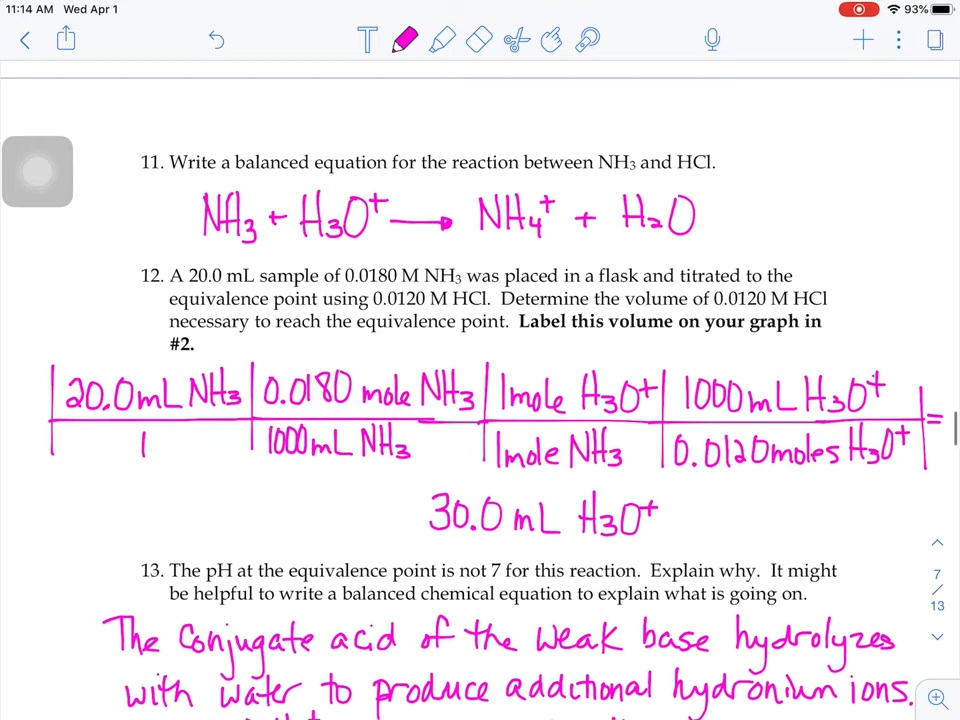 11:14 AM Wed Apr 1 93%
11. Write a balanced equation for the reaction between NH₃ and HCl.
NH₃ + H₃O⁺ → NH₄⁺ + H₂O
12. A 20.0 mL sample of 0.0180 M NH₃ was placed in a flask and titrated to the
equivalence point using 0.0120 M HCl. Determine the volume of 0.0120 M HCl
necessary to reach the equivalence point. Label this volume on your graph in
#2.
20.0mL NH₃ | 0.0180 mole NH₃ | 1mole H₃O⁺ | 1000mL H₃O⁺ =
1 | 1000mL NH₃ | 1mole NH₃ | 0.0120moles H₃O⁺
30.0 mL H₃O⁺
13. The pH at the equivalence point is not 7 for this reaction. Explain why. It might
be helpful to write a balanced chemical equation to explain what is going on.
The conjugate acid of the weak base hydrolyzes
with water to produce additional hydronium ions.
7
/
13